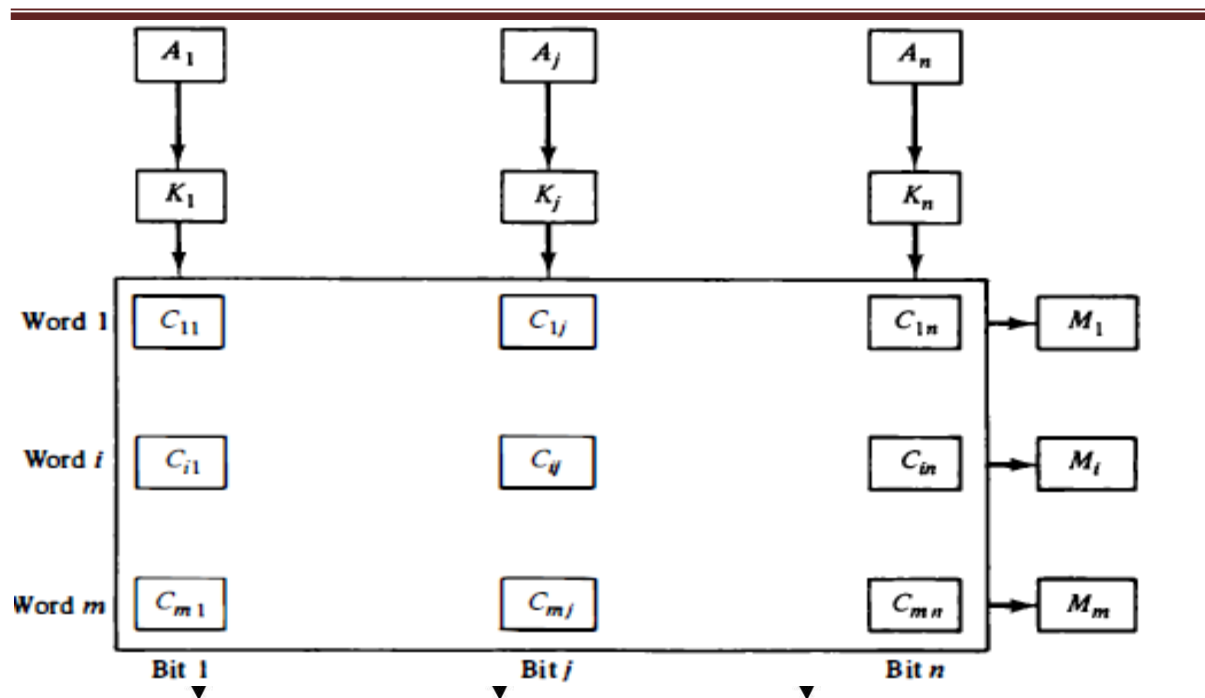 A₁ Aⱼ Aₙ
K₁ Kⱼ Kₙ
Word 1 C₁₁ C₁ⱼ C₁ₙ M₁
Word i Cᵢ₁ Cᵢⱼ Cᵢₙ Mᵢ
Word m Cₘ₁ Cₘⱼ Cₘₙ Mₘ
Bit 1 Bit j Bit n